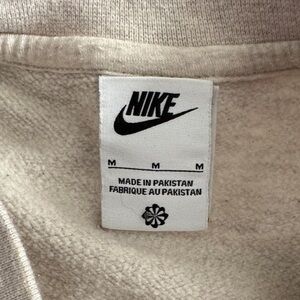 NIKE
M M M
MADE IN PAKISTAN
FABRIQUE AU PAKISTAN